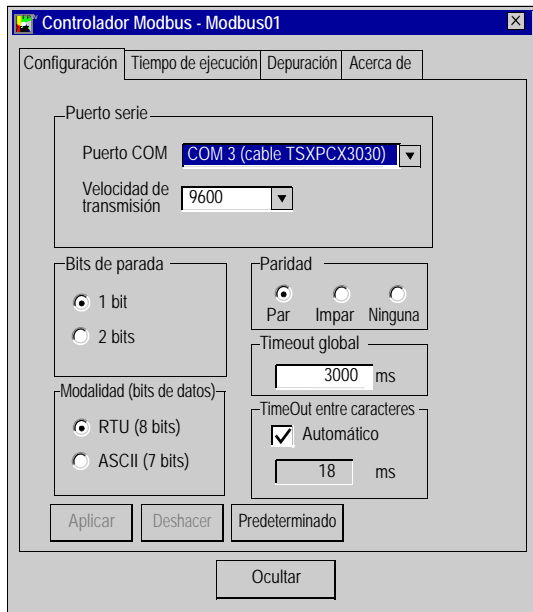 Controlador Modbus - Modbus01
Configuración Tiempo de ejecución Depuración Acerca de
Puerto serie
Puerto COM COM 3 (cable TSXPCX3030)
Velocidad de
transmisión 9600
Bits de parada
1 bit
2 bits
Paridad
Par Impar Ninguna
Timeout global
3000 ms
Modalidad (bits de datos)
RTU (8 bits)
ASCII (7 bits)
TimeOut entre caracteres
Automático
18 ms
Aplicar Deshacer Predeterminado
Ocultar